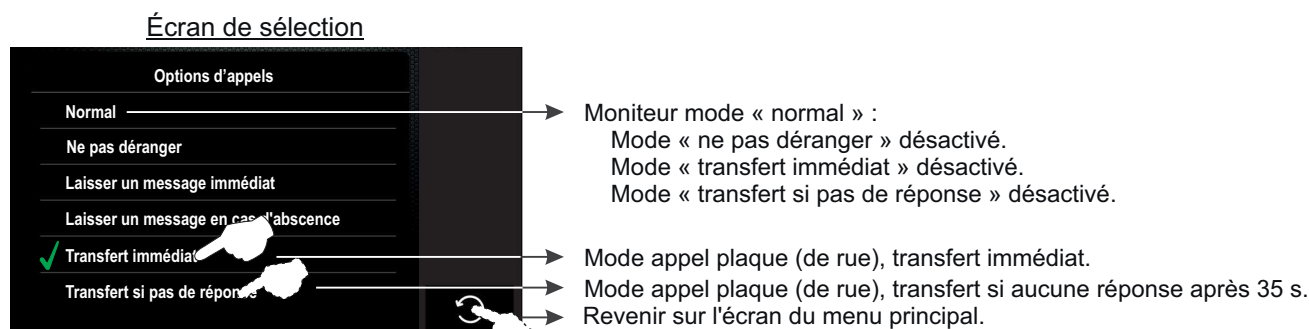 Écran de sélection
Options d'appels
Normal
Ne pas déranger
Laisser un message immédiat
Laisser un message en cas d'abscence
Transfert immédiat
Transfert si pas de réponse
Moniteur mode « normal » :
Mode « ne pas déranger » désactivé.
Mode « transfert immédiat » désactivé.
Mode « transfert si pas de réponse » désactivé.
Mode appel plaque (de rue), transfert immédiat.
Mode appel plaque (de rue), transfert si aucune réponse après 35 s.
Revenir sur l'écran du menu principal.